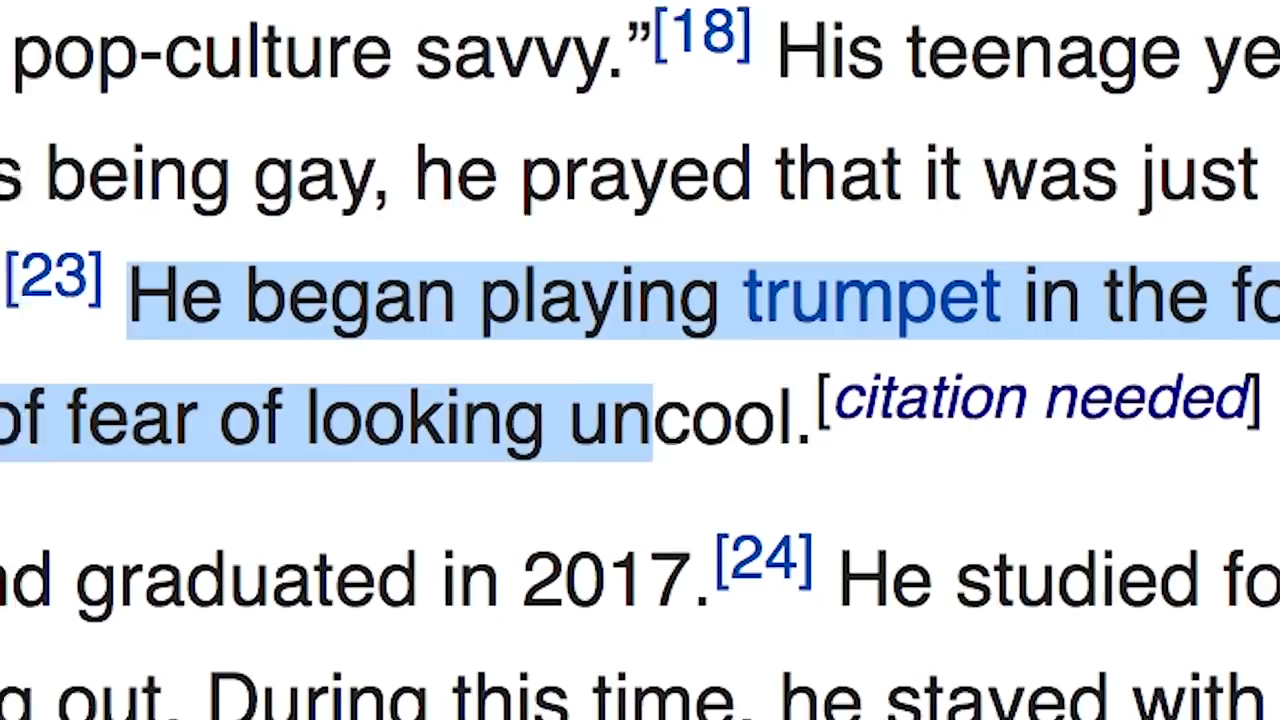 pop-culture savvy.”[18] His teenage ye
s being gay, he prayed that it was just
[23] He began playing trumpet in the fo
of fear of looking uncool.[citation needed]
nd graduated in 2017.[24] He studied fo
g out. During this time, he stayed with